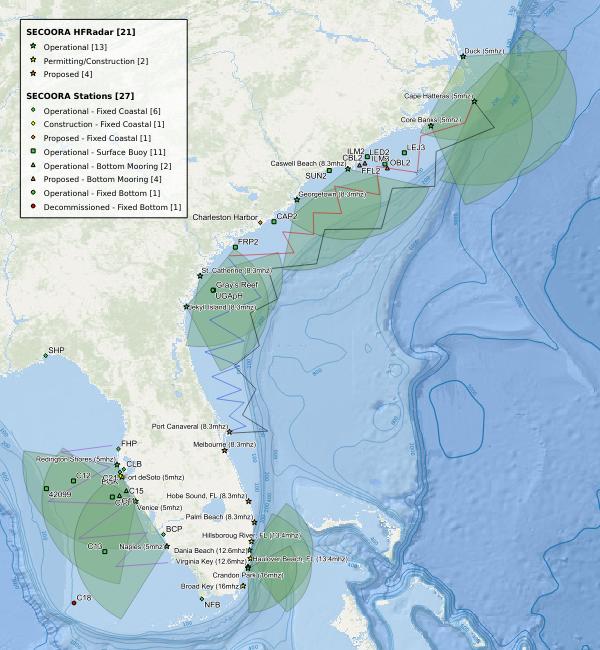 SECOORA HFRadar [21]
Operational [13]
Permitting/Construction [2]
Proposed [4]
SECOORA Stations [27]
Operational - Fixed Coastal [6]
Construction - Fixed Coastal [1]
Proposed - Fixed Coastal [1]
Operational - Surface Buoy [11]
Operational - Bottom Mooring [2]
Proposed - Bottom Mooring [4]
Operational - Fixed Bottom [1]
Decommissioned - Fixed Bottom [1]
Duck (5mhz)
Cape Hatteras (5mhz)
Core Banks (5mhz)
LEJ3
ILM2 LED2
CBL2 ILM3
OBL2
Caswell Beach (8.3mhz)
FFL2
SUN2
Georgetown (8.3mhz)
Charleston Harbor
CAP2
FRP2
St. Catherine (8.3mhz)
Gray's Reef
UGApH
Jekyl Island (8.3mhz)
SHP
Port Canaveral (8.3mhz)
Melbourne (8.3mhz)
FHP
Redington Shores (5mhz)
CLB
C12
ort deSoto (5mhz)
42099
C15
Venice (5mhz)
Hobe Sound, FL (8.3mhz)
Palm Beach (8.3mhz)
BCP
Hillsboro
FL (13.4mhz)
C13
Naples (5mhz
Dania Beach (12.6mhz)
Haulover Beach, FL (13.4mhz)
Virginia Key (12.6mhz)
Crandon Park
Broad Key (16mhz)
C18
NFB